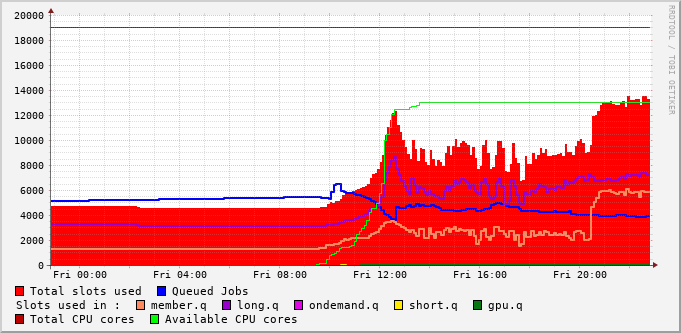 20000
18000
16000
14000
12000
10000
8000
6000
4000
2000
0
Fri 00:00 Fri 04:00 Fri 08:00 Fri 12:00 Fri 16:00 Fri 20:00
RRDTOOL / TOBI OETIKER
Total slots used Queued Jobs
Slots used in : member.q long.q ondemand.q short.q gpu.q
Total CPU cores Available CPU cores